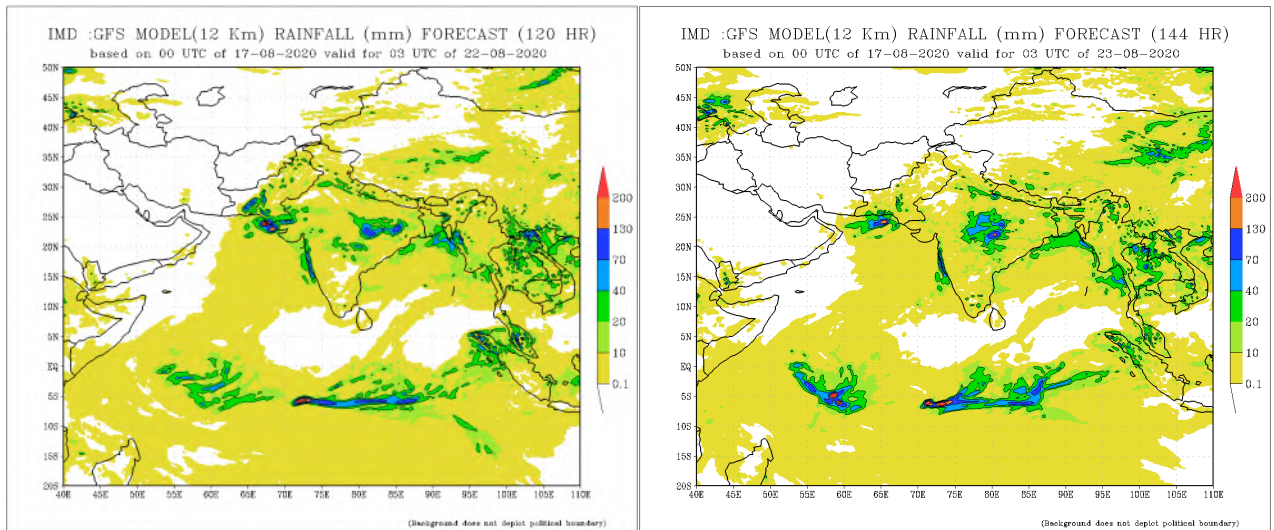 IMD :GFS MODEL(12 Km) RAINFALL (mm) FORECAST (120 HR)
based on 00 UTC of 17-08-2020 valid for 03 UTC of 22-08-2020
50N
45N
40N
35N
30N
25N
20N
15N
10N
5N
EQ
5S
10S
15S
20S
40E 45E 50E 55E 60E 65E 70E 75E 80E 85E 90E 95E 100E 105E 110E
200
130
70
40
20
10
0.1
(Background does not depict political boundary)
IMD :GFS MODEL(12 Km) RAINFALL (mm) FORECAST (144 HR)
based on 00 UTC of 17-08-2020 valid for 03 UTC of 23-08-2020
50N
45N
40N
35N
30N
25N
20N
15N
10N
5N
EQ
5S
10S
15S
20S
40E 45E 50E 55E 60E 65E 70E 75E 80E 85E 90E 95E 100E 105E 110E
200
130
70
40
20
10
0.1
(Background does not depict political boundary)